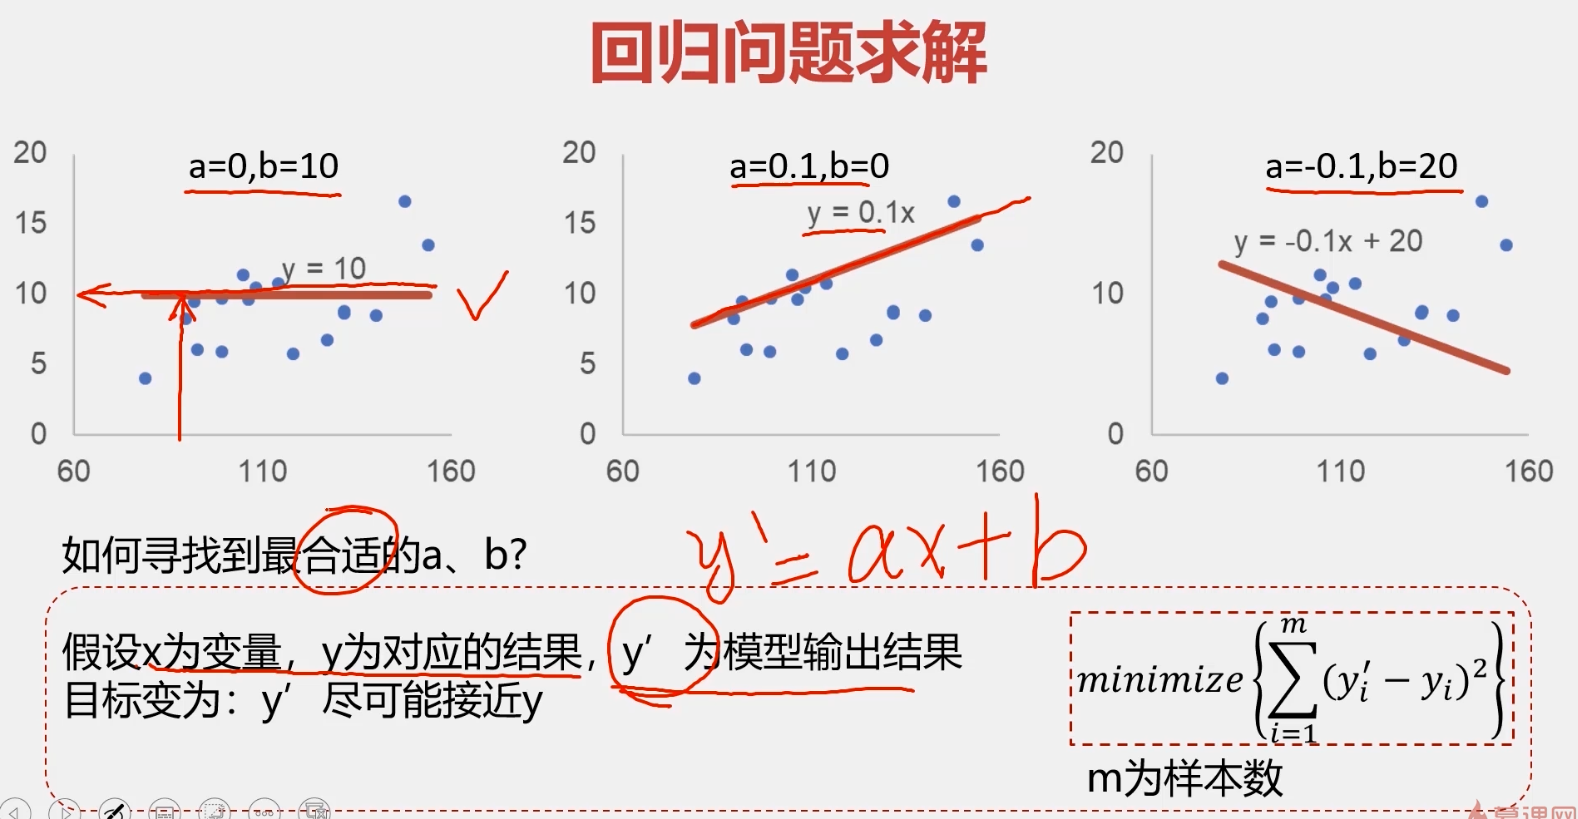 回归问题求解
20
15
10
5
0
60
110
160
a=0,b=10
y = 10
20
15
10
5
0
60
110
160
a=0.1,b=0
y = 0.1x
20
10
0
60
110
160
a=-0.1,b=20
y = -0.1x + 20
如何寻找到最合适的a、b?
y'=ax+b
假设x为变量，y为对应的结果，y′ 为模型输出结果
目标变为：y′ 尽可能接近y
minimize{∑_{i=1}^{m}(y_i′ − y_i)²}
m为样本数
慕课网